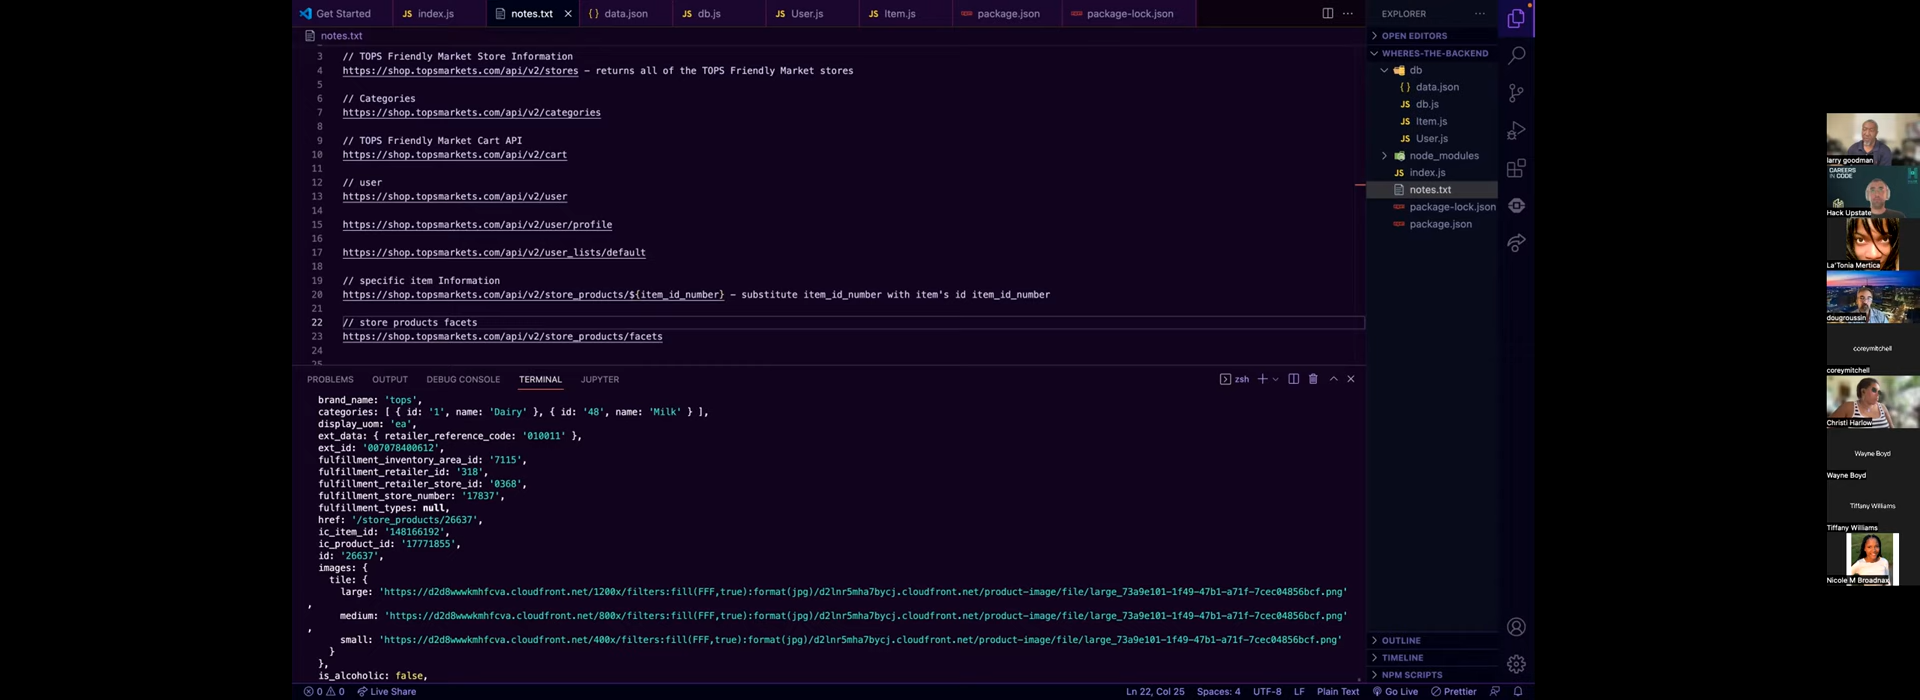 Get Started
JS index.js
notes.txt
{ } data.json
JS db.js
JS User.js
JS Item.js
package.json
package-lock.json
EXPLORER
notes.txt
3 // TOPS Friendly Market Store Information
4 https://shop.topsmarkets.com/api/v2/stores - returns all of the TOPS Friendly Market stores
5
6 // Categories
7 https://shop.topsmarkets.com/api/v2/categories
8
9 // TOPS Friendly Market Cart API
10 https://shop.topsmarkets.com/api/v2/cart
11
12 // user
13 https://shop.topsmarkets.com/api/v2/user
14
15 https://shop.topsmarkets.com/api/v2/user/profile
16
17 https://shop.topsmarkets.com/api/v2/user_lists/default
18
19 // specific item Information
20 https://shop.topsmarkets.com/api/v2/store_products/${item_id_number} - substitute item_id_number with item's id item_id_number
21
22 // store products facets
23 https://shop.topsmarkets.com/api/v2/store_products/facets
24
25
PROBLEMS OUTPUT DEBUG CONSOLE TERMINAL JUPYTER
zsh
brand_name: 'tops',
categories: [ { id: '1', name: 'Dairy' }, { id: '48', name: 'Milk' } ],
display_uom: 'ea',
ext_data: { retailer_reference_code: '010011' },
ext_id: '007078400612',
fulfillment_inventory_area_id: '7115',
fulfillment_retailer_id: '318',
fulfillment_retailer_store_id: '0368',
fulfillment_store_number: '17837',
fulfillment_types: null,
href: '/store_products/26637',
ic_item_id: '148166192',
ic_product_id: '17771855',
id: '26637',
images: {
tile: {
large: 'https://d2d8wwwkmhfcva.cloudfront.net/1200x/filters:fill(FFF,true):format(jpg)/d2lnr5mha7bycj.cloudfront.net/product-image/file/large_73a9e101-1f49-47b1-a71f-7cec04856bcf.png'
,
medium: 'https://d2d8wwwkmhfcva.cloudfront.net/800x/filters:fill(FFF,true):format(jpg)/d2lnr5mha7bycj.cloudfront.net/product-image/file/large_73a9e101-1f49-47b1-a71f-7cec04856bcf.png'
,
small: 'https://d2d8wwwkmhfcva.cloudfront.net/400x/filters:fill(FFF,true):format(jpg)/d2lnr5mha7bycj.cloudfront.net/product-image/file/large_73a9e101-1f49-47b1-a71f-7cec04856bcf.png'
}
},
is_alcoholic: false,
OPEN EDITORS
WHERES-THE-BACKEND
db
{ } data.json
JS db.js
JS Item.js
JS User.js
node_modules
JS index.js
notes.txt
package-lock.json
package.json
OUTLINE
TIMELINE
NPM SCRIPTS
0 0 Live Share
Ln 22, Col 25 Spaces: 4 UTF-8 LF Plain Text Go Live Prettier
larry goodman
CAREERS
IN CODE
Hack Upstate
La'Tonia Mertica
dougroussin
coreymitchell
coreymitchell
Christi Harlow
Wayne Boyd
Wayne Boyd
Tiffany Williams
Tiffany Williams
Nicole M Broadnax